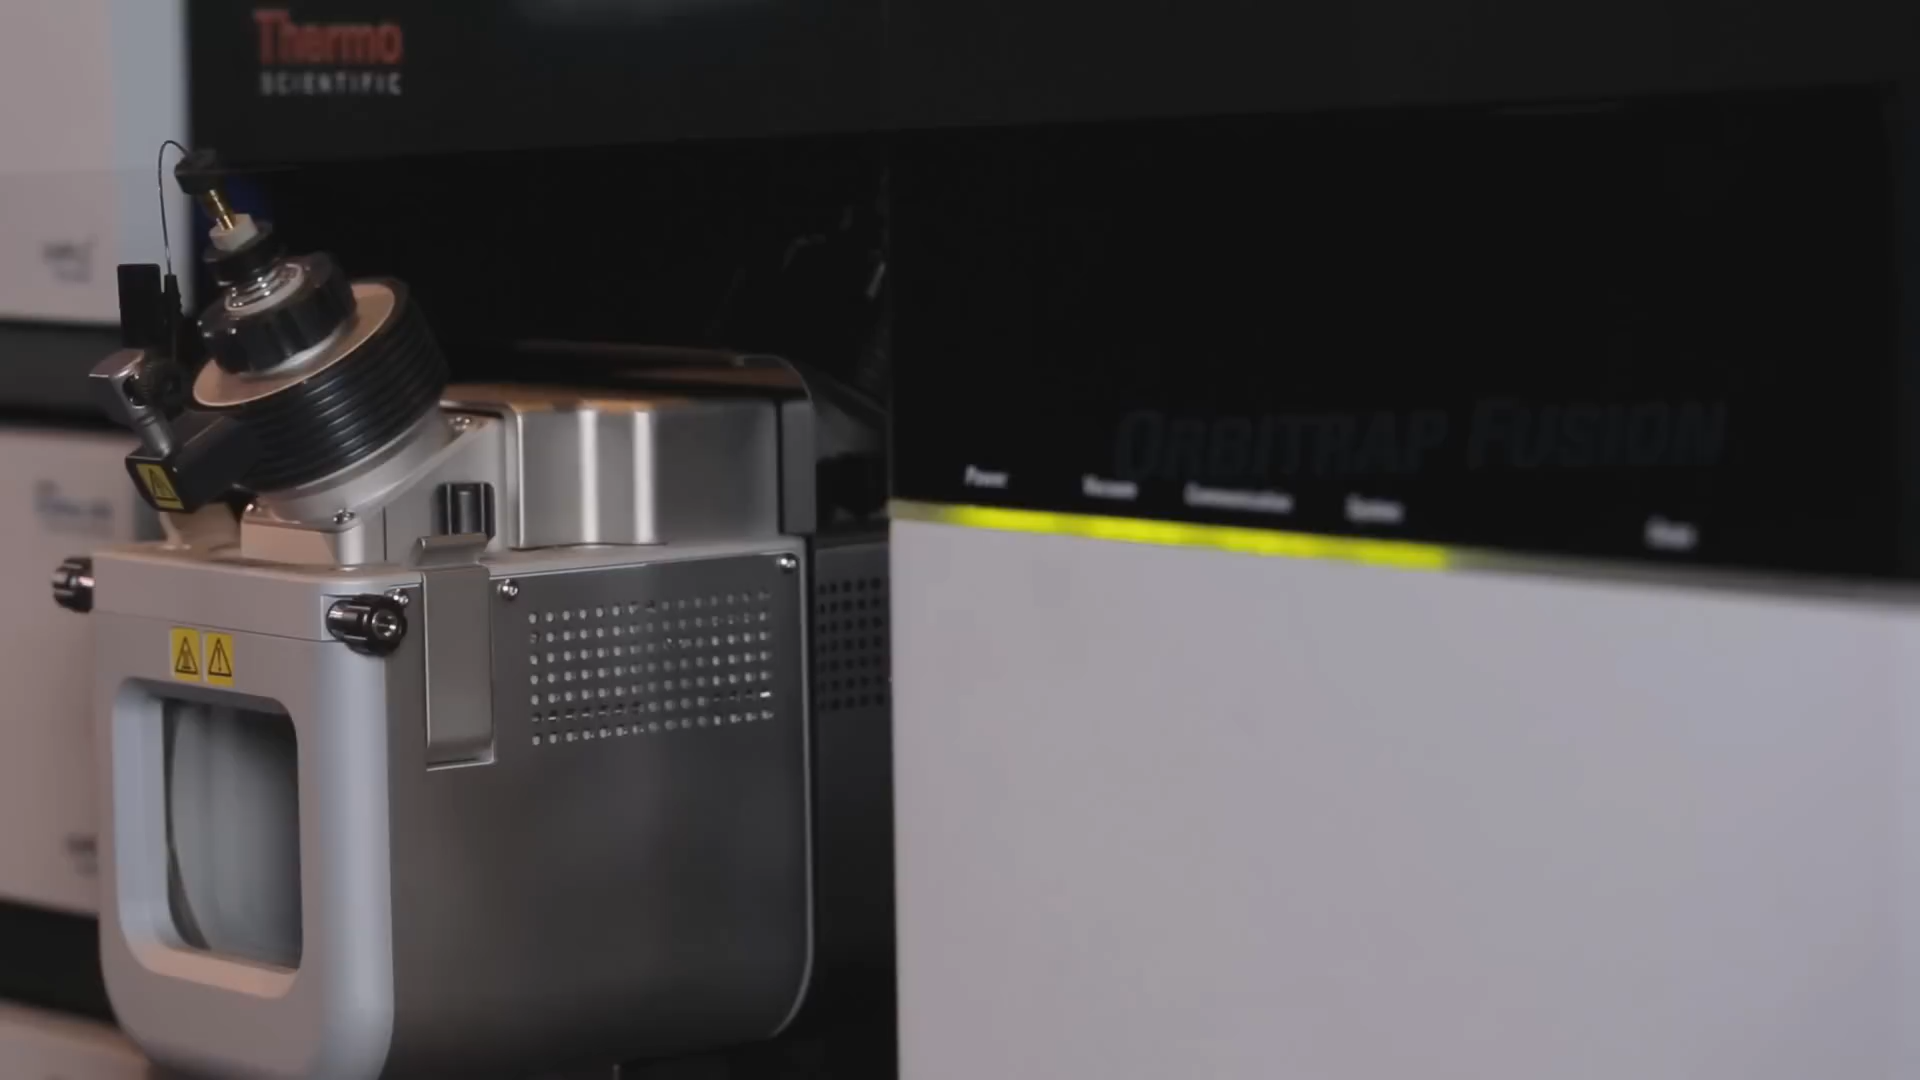 Thermo
SCIENTIFIC
ORBITRAP FUSION
Power
Vacuum
Communication
System